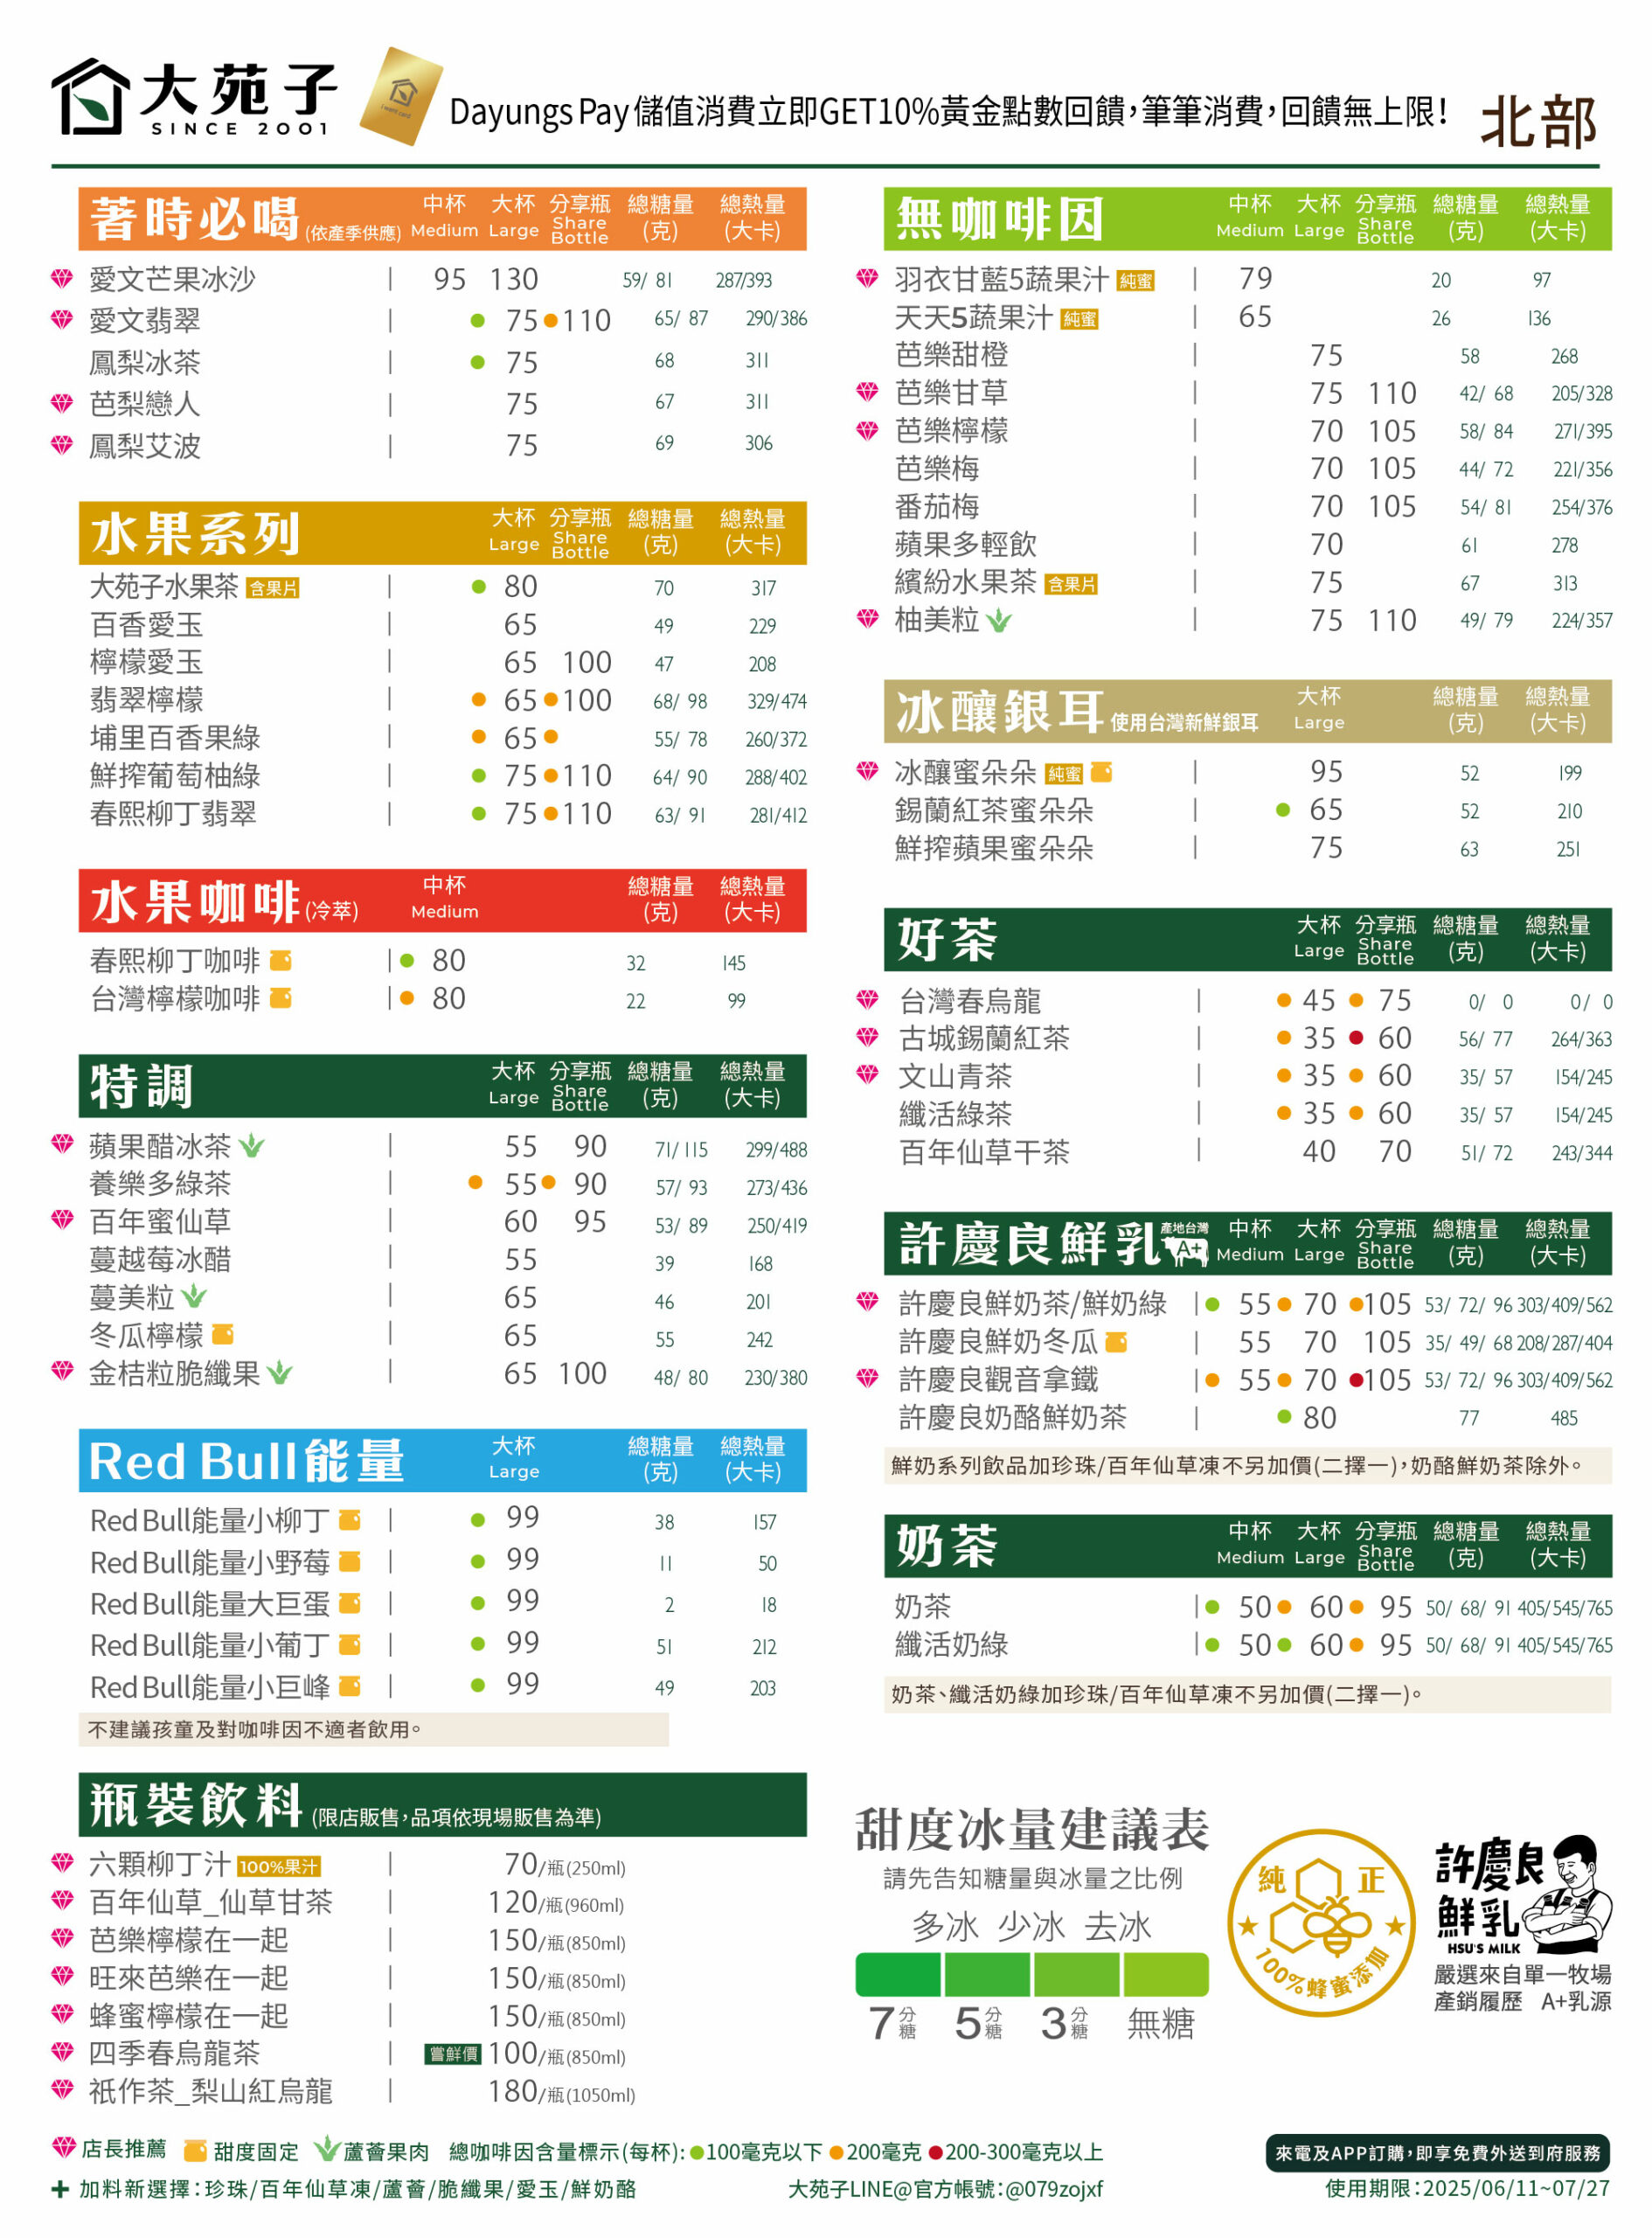 大苑子
SINCE 2001
Dayungs Pay儲值消費立即GET10%黃金點數回饋，筆筆消費，回饋無上限！
北部
著時必喝(依產季供應) 中杯 Medium 大杯 Large 分享瓶 Share Bottle 總糖量(克) 總熱量(大卡)
愛文芒果冰沙 | 95 130 59/ 81 287/393
愛文翡翠 | 75 110 65/ 87 290/386
鳳梨冰茶 | 75 68 311
芭梨戀人 | 75 67 311
鳳梨艾波 | 75 69 306
水果系列 大杯 Large 分享瓶 Share Bottle 總糖量(克) 總熱量(大卡)
大苑子水果茶 含果片 | 80 70 317
百香愛玉 | 65 49 229
檸檬愛玉 | 65 100 47 208
翡翠檸檬 | 65 100 68/ 98 329/474
埔里百香果綠 | 65 55/ 78 260/372
鮮搾葡萄柚綠 | 75 110 64/ 90 288/402
春熙柳丁翡翠 | 75 110 63/ 91 281/412
水果咖啡(冷萃) 中杯 Medium 總糖量(克) 總熱量(大卡)
春熙柳丁咖啡 | 80 32 145
台灣檸檬咖啡 | 80 22 99
特調 大杯 Large 分享瓶 Share Bottle 總糖量(克) 總熱量(大卡)
蘋果醋冰茶 | 55 90 71/ 115 299/488
養樂多綠茶 | 55 90 57/ 93 273/436
百年蜜仙草 | 60 95 53/ 89 250/419
蔓越莓冰醋 | 55 39 168
蔓美粒 | 65 46 201
冬瓜檸檬 | 65 55 242
金桔粒脆纖果 | 65 100 48/ 80 230/380
Red Bull能量 大杯 Large 總糖量(克) 總熱量(大卡)
Red Bull能量小柳丁 | 99 38 157
Red Bull能量小野莓 | 99 11 50
Red Bull能量大巨蛋 | 99 2 18
Red Bull能量小葡丁 | 99 51 212
Red Bull能量小巨峰 | 99 49 203
不建議孩童及對咖啡因不適者飲用。
瓶裝飲料(限店販售，品項依現場販售為準)
六顆柳丁汁 100%果汁 | 70/瓶(250ml)
百年仙草_仙草甘茶 | 120/瓶(960ml)
芭樂檸檬在一起 | 150/瓶(850ml)
旺來芭樂在一起 | 150/瓶(850ml)
蜂蜜檸檬在一起 | 150/瓶(850ml)
四季春烏龍茶 | 嘗鮮價 100/瓶(850ml)
祇作茶_梨山紅烏龍 | 180/瓶(1050ml)
無咖啡因 中杯 Medium 大杯 Large 分享瓶 Share Bottle 總糖量(克) 總熱量(大卡)
羽衣甘藍5蔬果汁 純蜜 | 79 20 97
天天5蔬果汁 純蜜 | 65 26 136
芭樂甜橙 | 75 58 268
芭樂甘草 | 75 110 42/ 68 205/328
芭樂檸檬 | 70 105 58/ 84 271/395
芭樂梅 | 70 105 44/ 72 221/356
番茄梅 | 70 105 54/ 81 254/376
蘋果多輕飲 | 70 61 278
繽紛水果茶 含果片 | 75 67 313
柚美粒 | 75 110 49/ 79 224/357
冰釀銀耳 使用台灣新鮮銀耳 大杯 Large 總糖量(克) 總熱量(大卡)
冰釀蜜朵朵 純蜜 | 95 52 199
錫蘭紅茶蜜朵朵 | 65 52 210
鮮搾蘋果蜜朵朵 | 75 63 251
好茶 大杯 Large 分享瓶 Share Bottle 總糖量(克) 總熱量(大卡)
台灣春烏龍 | 45 75 0/ 0 0/ 0
古城錫蘭紅茶 | 35 60 56/ 77 264/363
文山青茶 | 35 60 35/ 57 154/245
纖活綠茶 | 35 60 35/ 57 154/245
百年仙草干茶 | 40 70 51/ 72 243/344
許慶良鮮乳 產地台灣 A+ 中杯 Medium 大杯 Large 分享瓶 Share Bottle 總糖量(克) 總熱量(大卡)
許慶良鮮奶茶/鮮奶綠 | 55 70 105 53/ 72/ 96 303/409/562
許慶良鮮奶冬瓜 | 55 70 105 35/ 49/ 68 208/287/404
許慶良觀音拿鐵 | 55 70 105 53/ 72/ 96 303/409/562
許慶良奶酪鮮奶茶 | 80 77 485
鮮奶系列飲品加珍珠/百年仙草凍不另加價(二擇一)，奶酪鮮奶茶除外。
奶茶 中杯 Medium 大杯 Large 分享瓶 Share Bottle 總糖量(克) 總熱量(大卡)
奶茶 | 50 60 95 50/ 68/ 91 405/545/765
纖活奶綠 | 50 60 95 50/ 68/ 91 405/545/765
奶茶、纖活奶綠加珍珠/百年仙草凍不另加價(二擇一)。
甜度冰量建議表
請先告知糖量與冰量之比例
多冰 少冰 去冰
7分糖 5分糖 3分糖 無糖
純正
100%蜂蜜添加
許慶良
鮮乳
HSU'S MILK
嚴選來自單一牧場
產銷履歷 A+乳源
店長推薦 甜度固定 蘆薈果肉 總咖啡因含量標示(每杯)：100毫克以下 200毫克 200-300毫克以上
來電及APP訂購，即享免費外送到府服務
+ 加料新選擇：珍珠/百年仙草凍/蘆薈/脆纖果/愛玉/鮮奶酪
大苑子LINE@官方帳號：@079zojxf
使用期限：2025/06/11~07/27